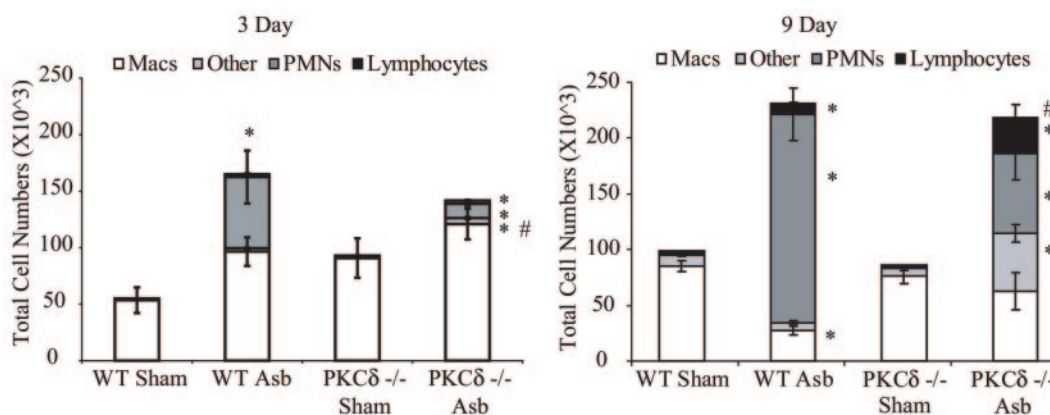 3 Day
Macs Other PMNs Lymphocytes
Total Cell Numbers (X10^3)
250
200
150
100
50
0
*
*
*
* #
WT Sham WT Asb PKCδ -/- PKCδ -/-
Sham Asb
9 Day
Macs Other PMNs Lymphocytes
Total Cell Numbers (X10^3)
250
200
150
100
50
0
*
*
*
#
*
*
*
WT Sham WT Asb PKCδ -/- PKCδ -/-
Sham Asb